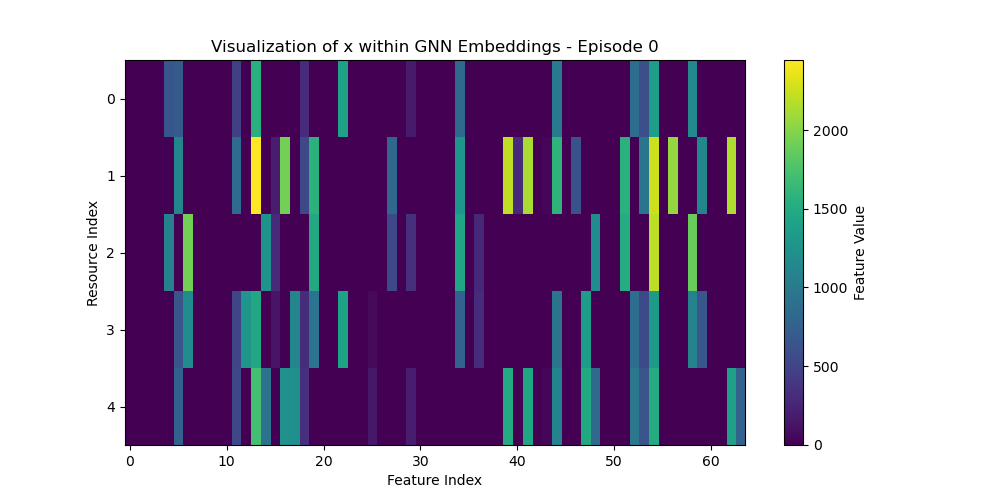 Visualization of x within GNN Embeddings - Episode 0
Resource Index
0
1
2
3
4
0 10 20 30 40 50 60
Feature Index
2000
1500
1000
500
0
Feature Value